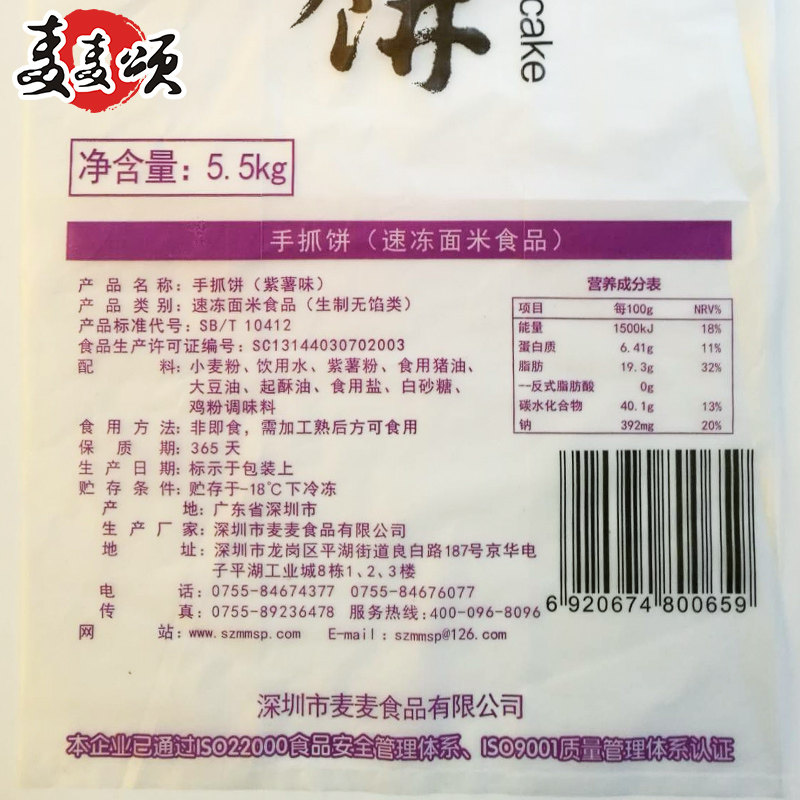 麦麦颂
饼
cake
净含量：5.5kg
手抓饼（速冻面米食品）
产品名称：手抓饼（紫薯味）
产品类别：速冻面米食品（生制无馅类）
产品标准代号：SB/T 10412
食品生产许可证编号：SC13144030702003
配料：小麦粉、饮用水、紫薯粉、食用猪油、
大豆油、起酥油、食用盐、白砂糖、
鸡粉调味料
食用方法：非即食，需加工熟后方可食用
保质期：365天
生产日期：标示于包装上
贮存条件：贮存于-18℃下冷冻
产地：广东省深圳市
生产厂家：深圳市麦麦食品有限公司
地址：深圳市龙岗区平湖街道良白路187号京华电
子平湖工业城8栋1、2、3楼
电话：0755-84674377 0755-84676077
传真：0755-89236478 服务热线：400-096-8096
网站：www.szmmsp.com E-mail：szmmsp@126.com
营养成分表
项目 每100g NRV%
能量 1500kJ 18%
蛋白质 6.41g 11%
脂肪 19.3g 32%
--反式脂肪酸 0g
碳水化合物 40.1g 13%
钠 392mg 20%
6 920674 800659
深圳市麦麦食品有限公司
本企业已通过ISO22000食品安全管理体系、ISO9001质量管理体系认证